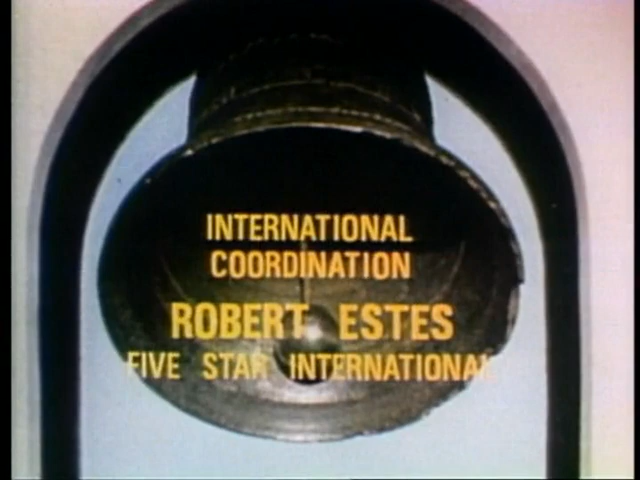 INTERNATIONAL
COORDINATION
ROBERT ESTES
FIVE STAR INTERNATIONAL